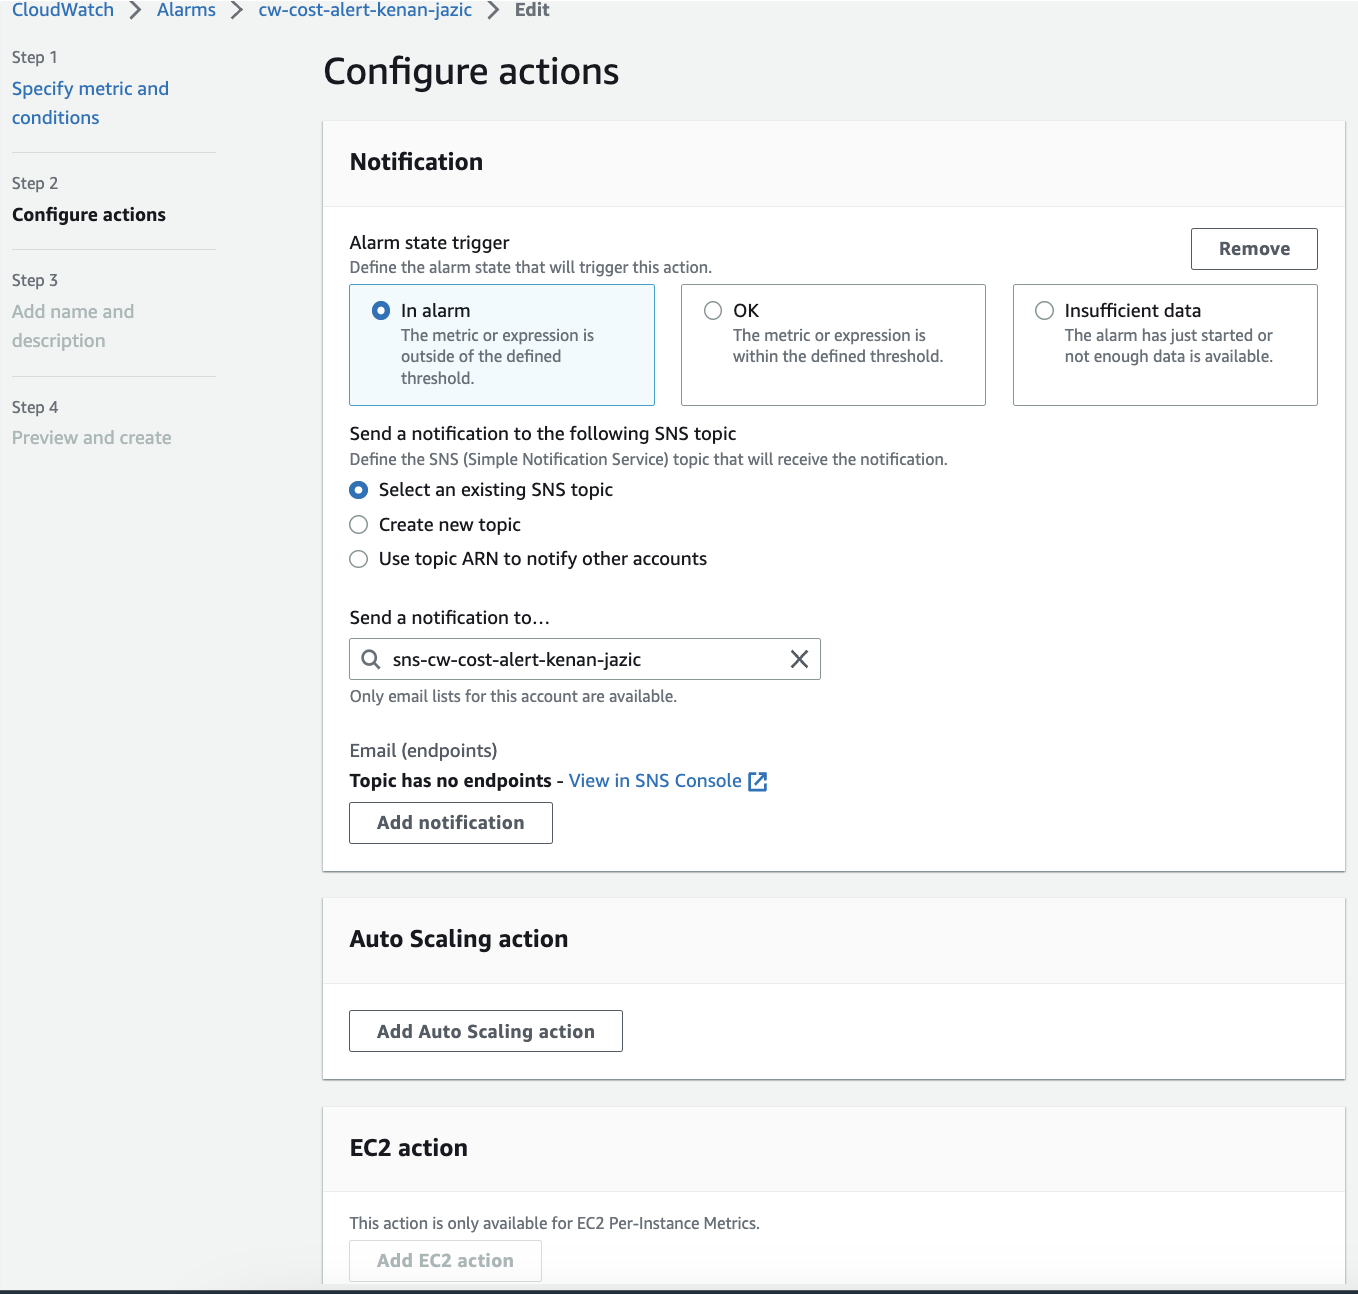 CloudWatch > Alarms > cw-cost-alert-kenan-jazic > Edit
Step 1
Specify metric and
conditions
Step 2
Configure actions
Step 3
Add name and
description
Step 4
Preview and create
Configure actions
Notification
Alarm state trigger
Define the alarm state that will trigger this action.
Remove
In alarm
The metric or expression is
outside of the defined
threshold.
OK
The metric or expression is
within the defined threshold.
Insufficient data
The alarm has just started or
not enough data is available.
Send a notification to the following SNS topic
Define the SNS (Simple Notification Service) topic that will receive the notification.
Select an existing SNS topic
Create new topic
Use topic ARN to notify other accounts
Send a notification to…
sns-cw-cost-alert-kenan-jazic
Only email lists for this account are available.
Email (endpoints)
Topic has no endpoints - View in SNS Console
Add notification
Auto Scaling action
Add Auto Scaling action
EC2 action
This action is only available for EC2 Per-Instance Metrics.
Add EC2 action